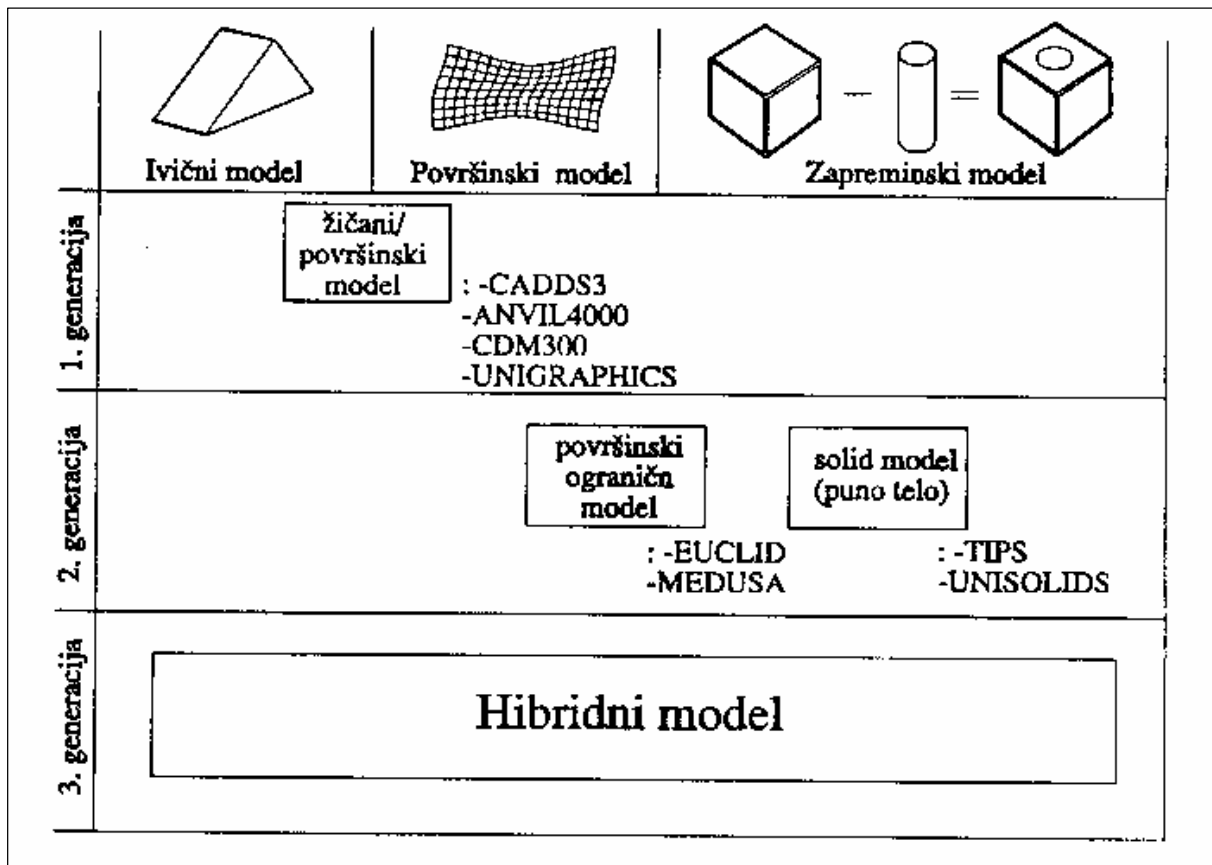 Ivični model
Površinski model
Zapreminski model
1. generacija
žičani/
površinski
model
: -CADDS3
-ANVIL4000
-CDM300
-UNIGRAPHICS
2. generacija
površinski
ograničn
model
: -EUCLID
-MEDUSA
solid model
(puno telo)
: -TIPS
-UNISOLIDS
3. generacija
Hibridni model